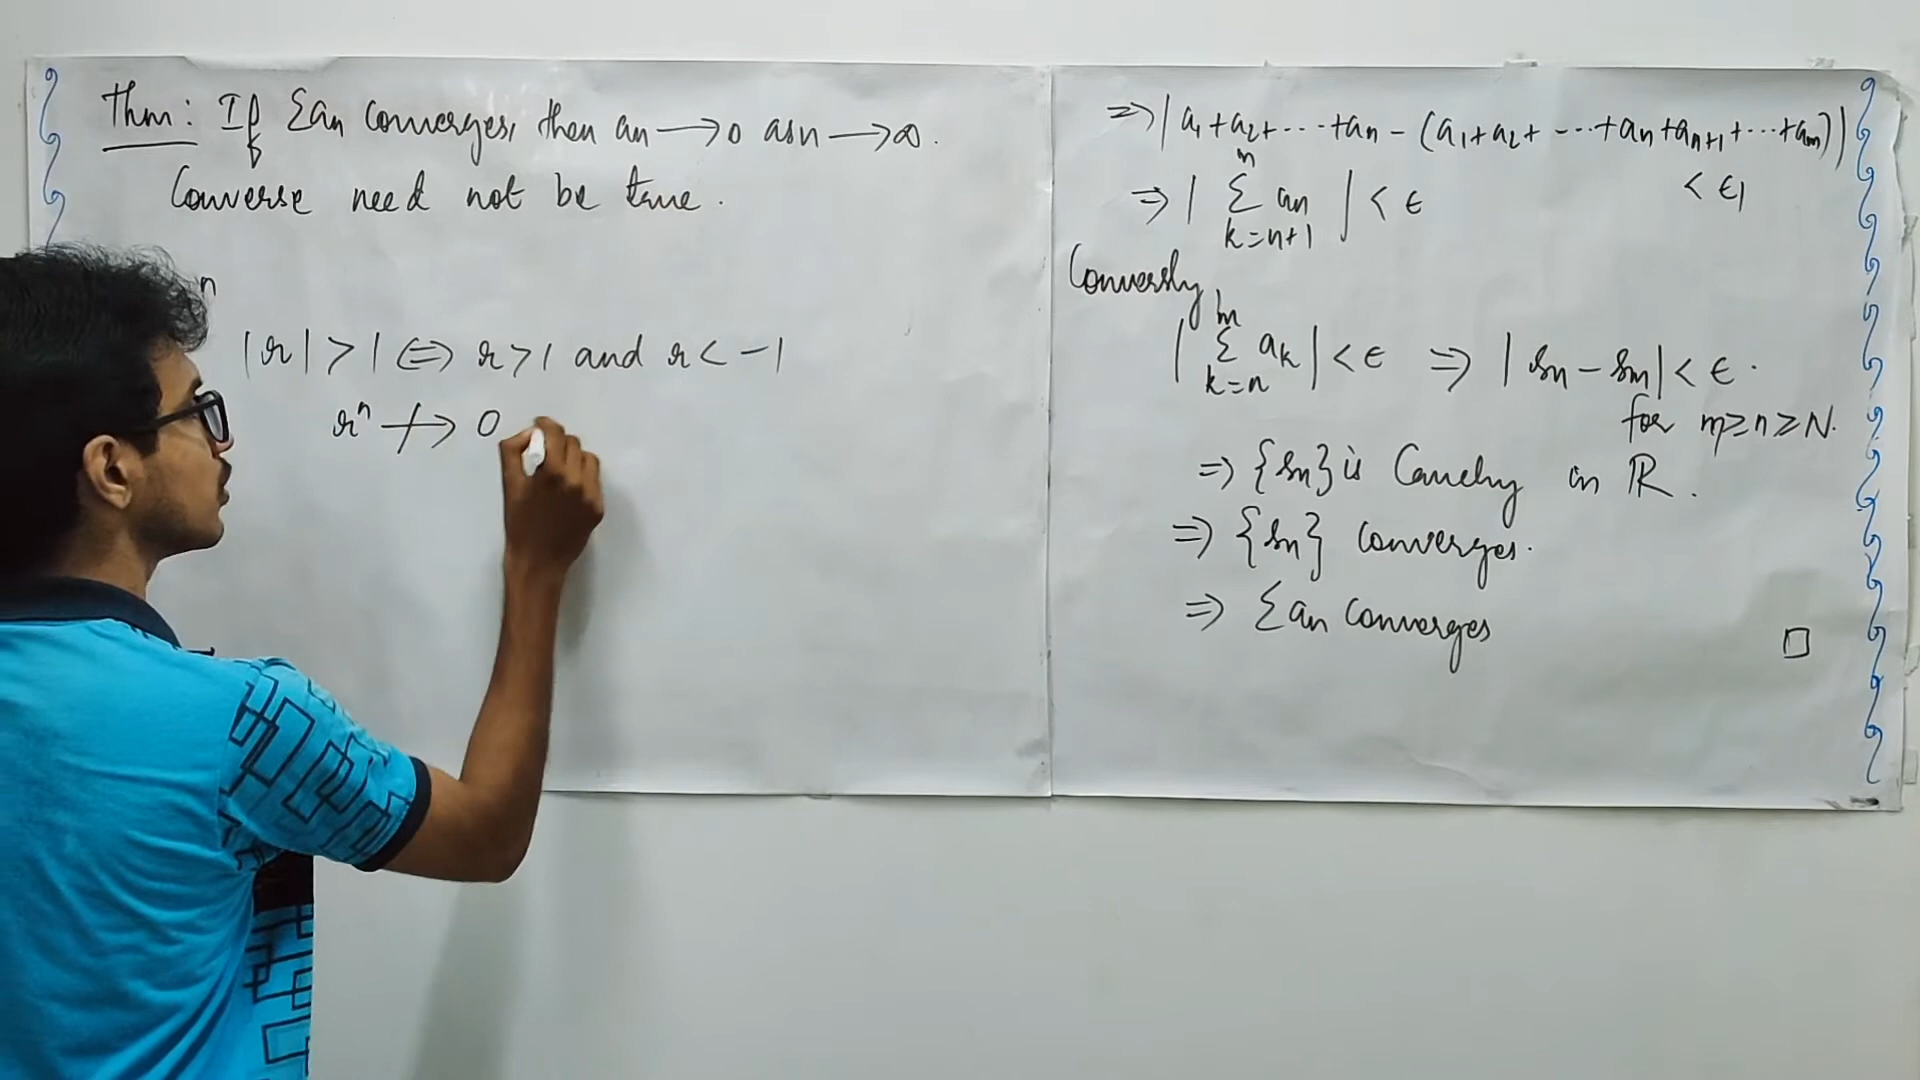 Thm: If Σan converges, then an → 0 as n → ∞.
Converse need not be true.
n
|r| > 1 ⇔ r > 1 and r < -1
r^n ↛ 0
⇒ | a1 + a2 + ... + an - (a1 + a2 + ... + an + an+1 + ... + am) |
< ε1
⇒ | Σ_{k=n+1}^{m} an | < ε
Conversly
| Σ_{k=n}^{m} ak | < ε ⇒ | sn - sm | < ε.
for m ≥ n ≥ N.
⇒ {sn} is Cauchy in ℝ.
⇒ {sn} converges.
⇒ Σan converges
□